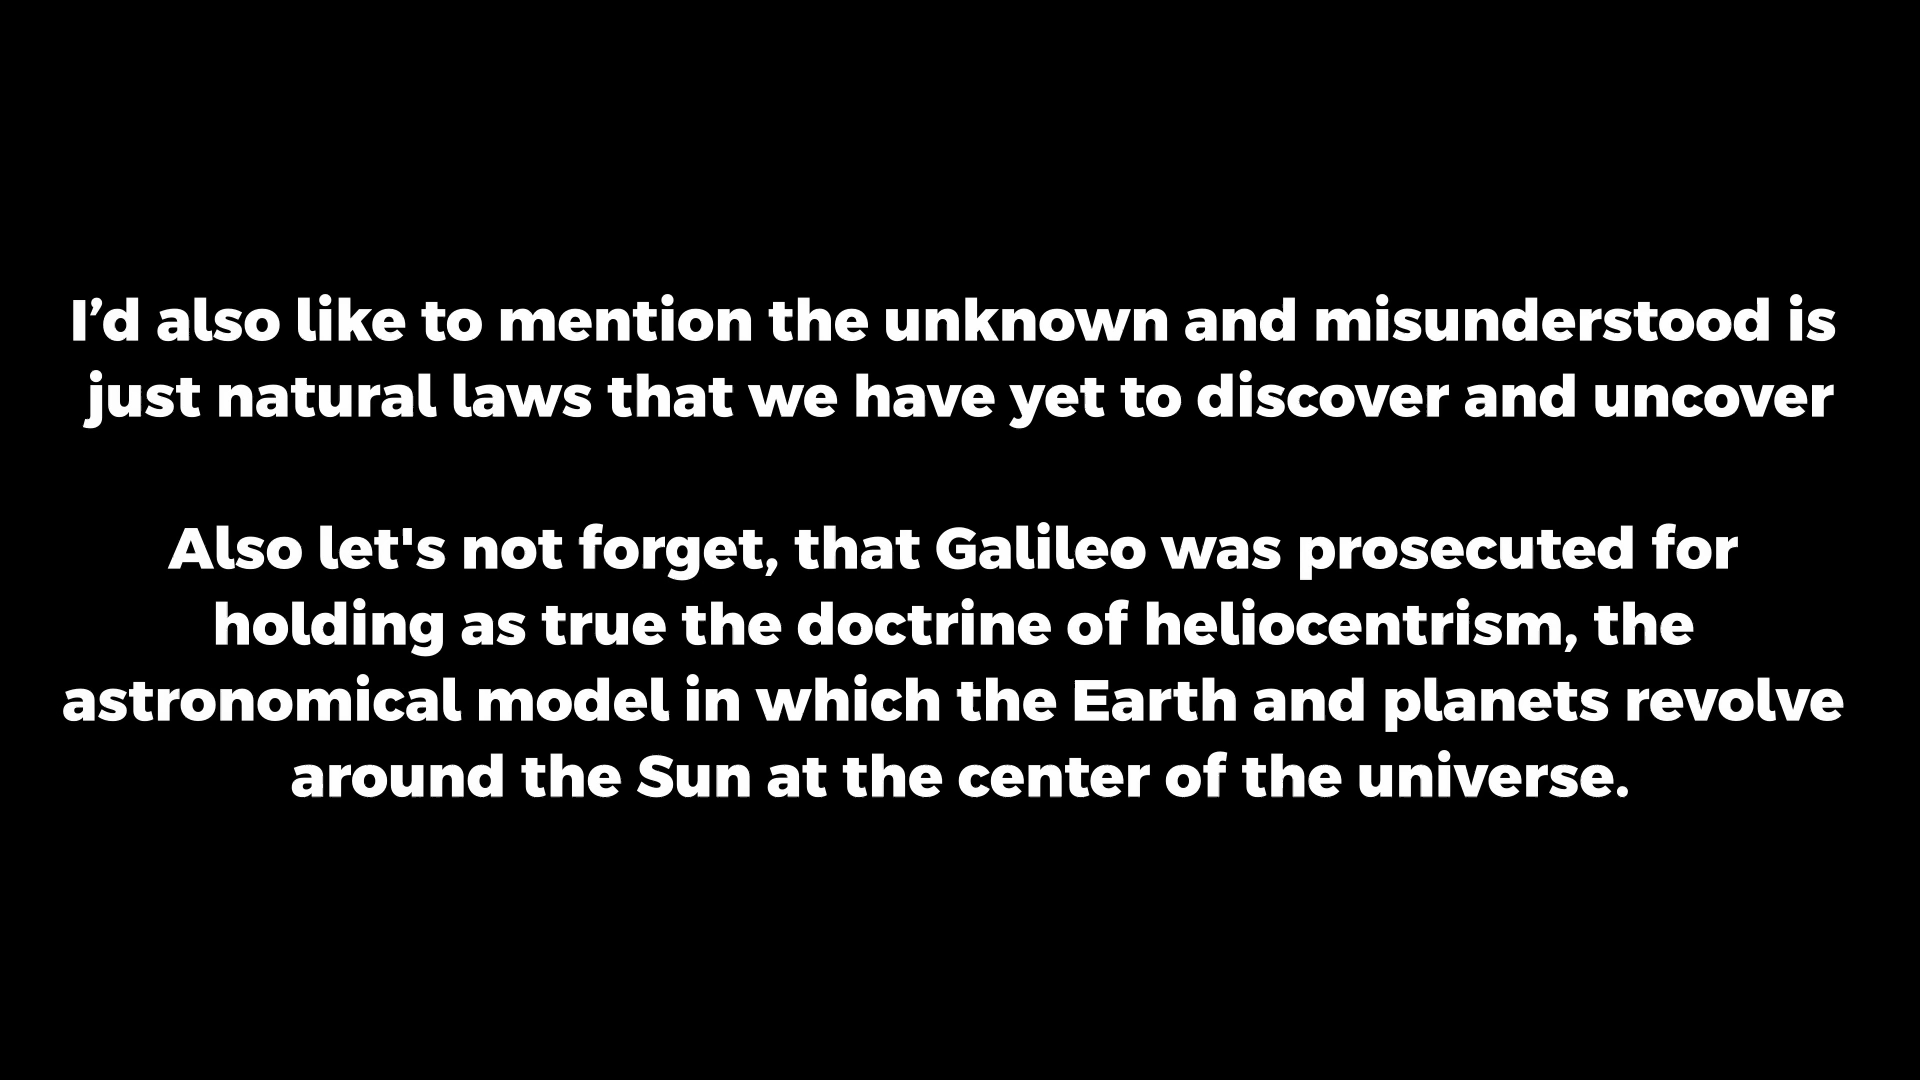 I’d also like to mention the unknown and misunderstood is
just natural laws that we have yet to discover and uncover
Also let's not forget, that Galileo was prosecuted for
holding as true the doctrine of heliocentrism, the
astronomical model in which the Earth and planets revolve
around the Sun at the center of the universe.